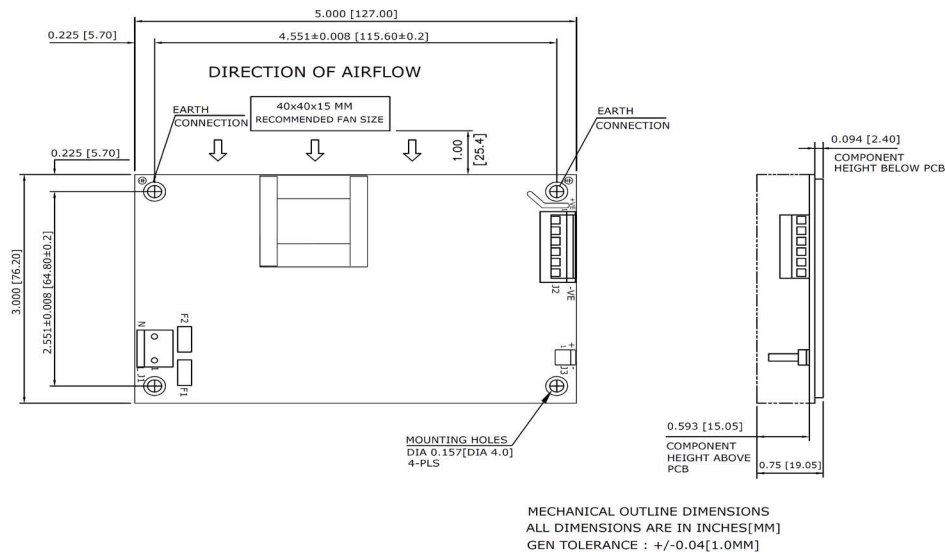 5.000 [127.00]
0.225 [5.70]
4.551±0.008 [115.60±0.2]
DIRECTION OF AIRFLOW
40x40x15 MM
RECOMMENDED FAN SIZE
EARTH
CONNECTION
EARTH
CONNECTION
1.00
[25.4]
0.225 [5.70]
0.094 [2.40]
COMPONENT
HEIGHT BELOW PCB
3.000 [76.20]
2.551±0.008 [64.80±0.2]
+VE
1
J2
-VE
N
F2
1
J1
F1
+
1
-
J3
MOUNTING HOLES
DIA 0.157[DIA 4.0]
4-PLS
0.593 [15.05]
COMPONENT
HEIGHT ABOVE
PCB
0.75 [19.05]
MECHANICAL OUTLINE DIMENSIONS
ALL DIMENSIONS ARE IN INCHES[MM]
GEN TOLERANCE : +/-0.04[1.0MM]